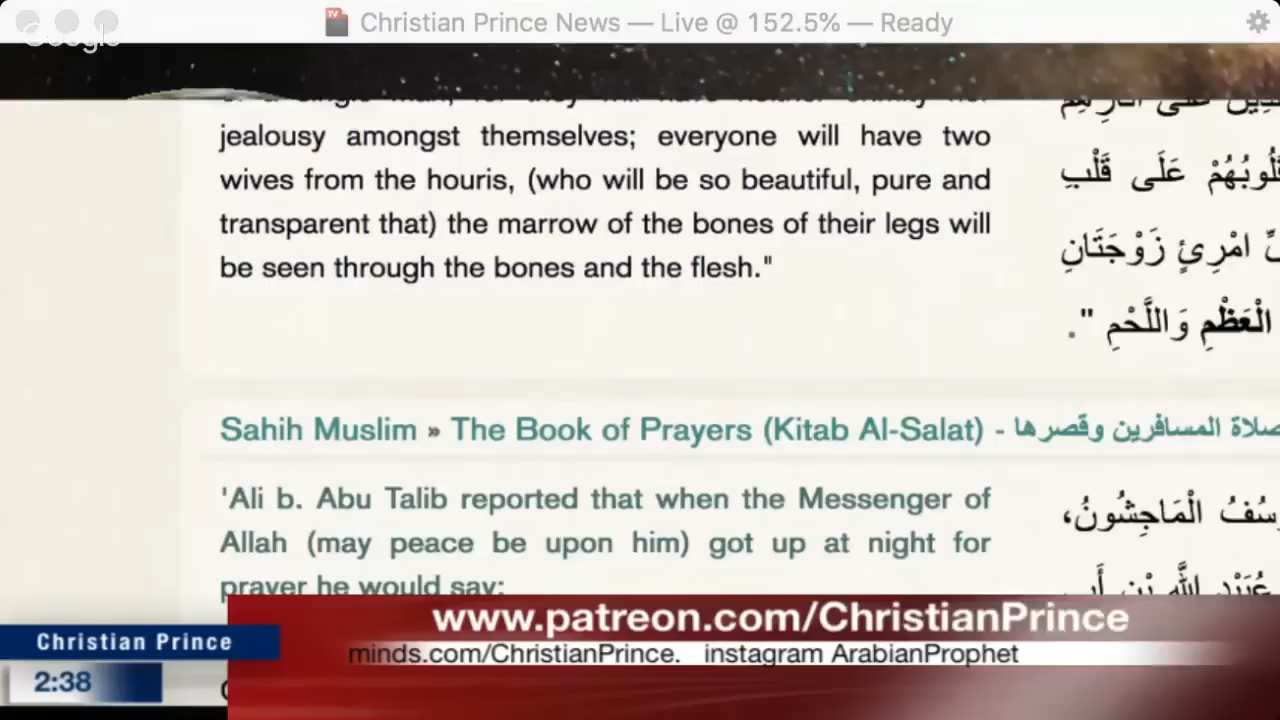 Christian Prince News — Live @ 152.5% — Ready
Google
jealousy amongst themselves; everyone will have two
wives from the houris, (who will be so beautiful, pure and
transparent that) the marrow of the bones of their legs will
be seen through the bones and the flesh."
قُلُوبُهُمْ عَلَى قَلْبِ
امْرِئٍ زَوْجَتَانِ
الْعَظْمِ وَاللَّحْمِ ".
Sahih Muslim » The Book of Prayers (Kitab Al-Salat) - صلاة المسافرين وقصرها
'Ali b. Abu Talib reported that when the Messenger of
Allah (may peace be upon him) got up at night for
prayer he would say:
الْمَاجِشُونُ،
www.patreon.com/ChristianPrince
Christian Prince
minds.com/ChristianPrince. instagram ArabianProphet
2:38